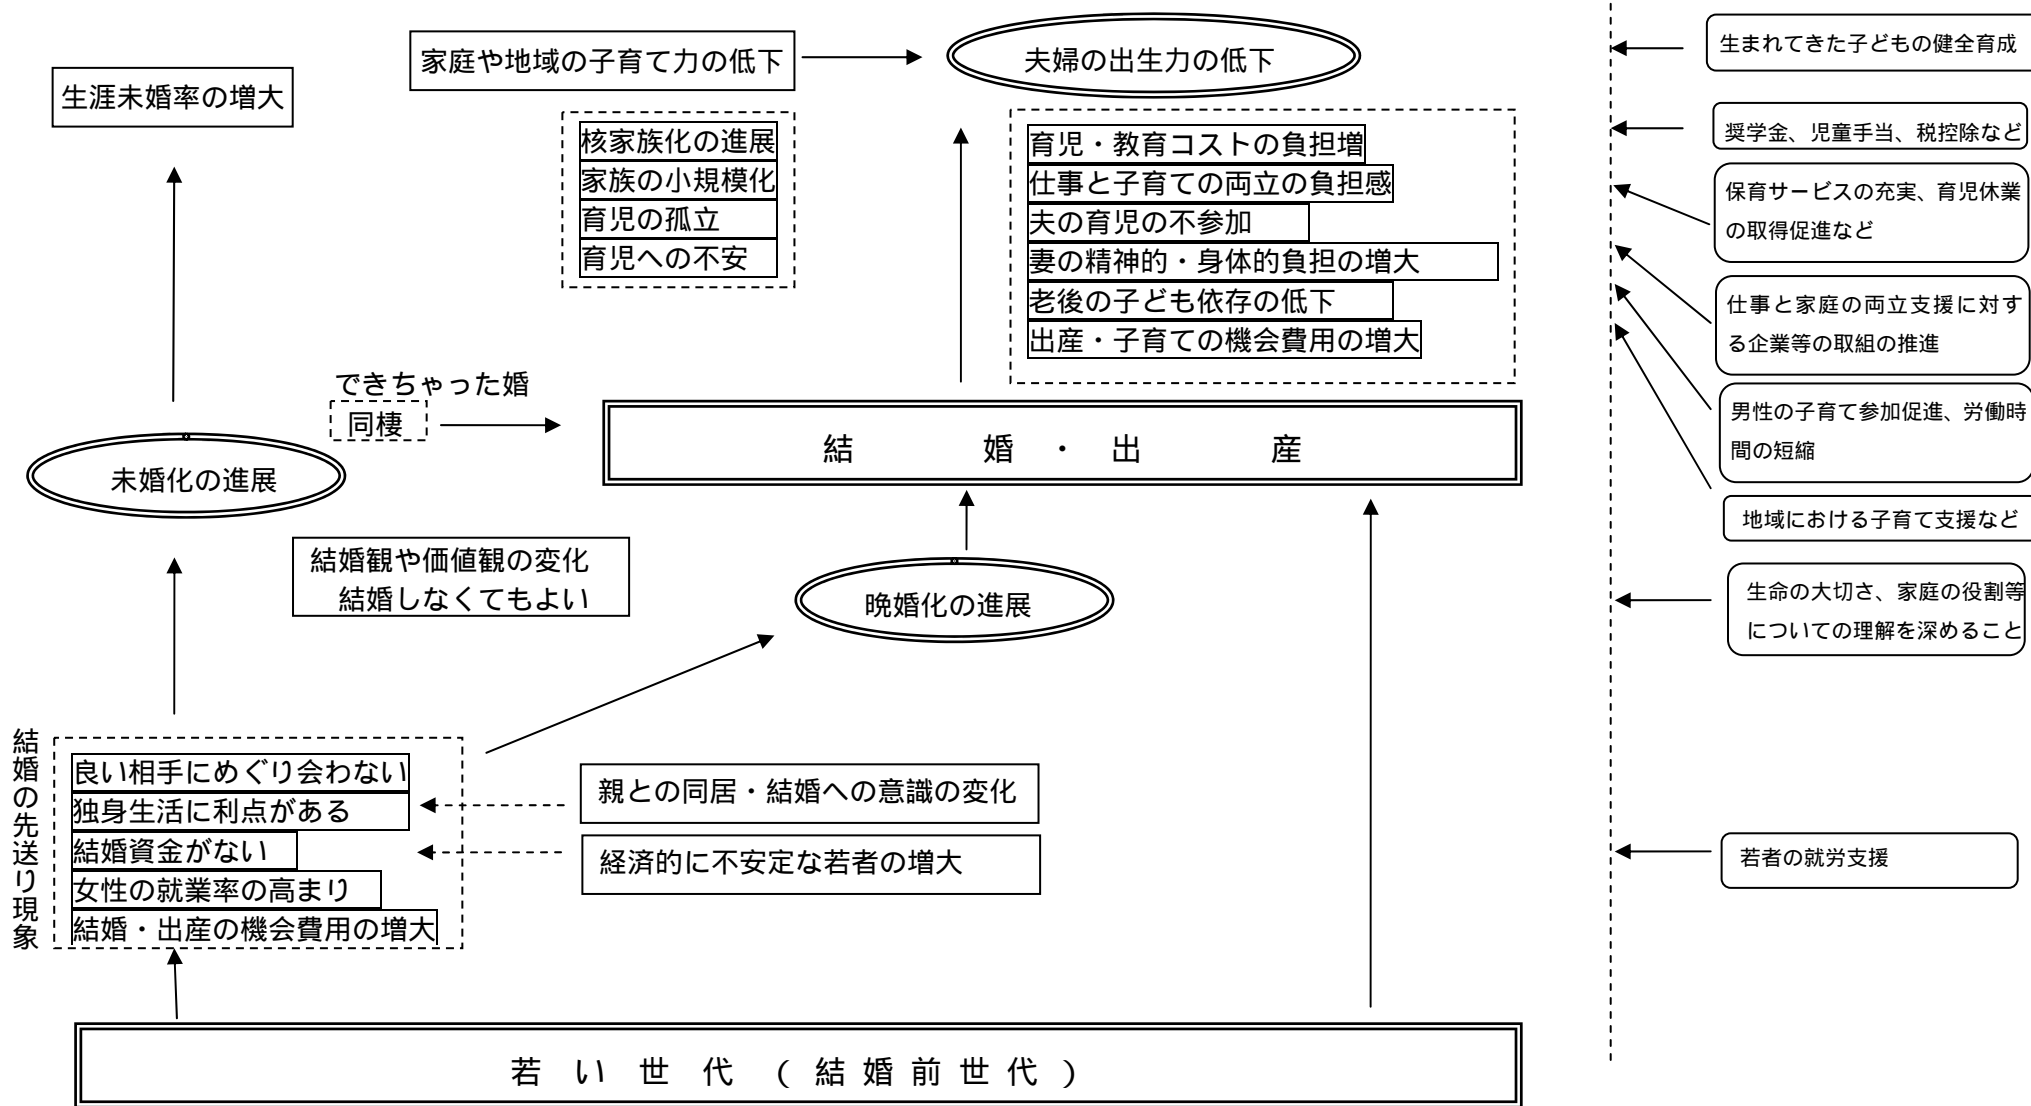 家庭や地域の子育て力の低下
夫婦の出生力の低下
生涯未婚率の増大
核家族化の進展
家族の小規模化
育児の孤立
育児への不安
育児・教育コストの負担増
仕事と子育ての両立の負担感
夫の育児の不参加
妻の精神的・身体的負担の増大
老後の子ども依存の低下
出産・子育ての機会費用の増大
できちゃった婚
同棲
結婚・出産
未婚化の進展
結婚観や価値観の変化
結婚しなくてもよい
晩婚化の進展
結婚の先送り現象
良い相手にめぐり会わない
独身生活に利点がある
結婚資金がない
女性の就業率の高まり
結婚・出産の機会費用の増大
親との同居・結婚への意識の変化
経済的に不安定な若者の増大
若い世代(結婚前世代)
生まれてきた子どもの健全育成
奨学金、児童手当、税控除など
保育サービスの充実、育児休業
の取得促進など
仕事と家庭の両立支援に対す
る企業等の取組の推進
男性の子育て参加促進、労働時
間の短縮
地域における子育て支援など
生命の大切さ、家庭の役割等
についての理解を深めること
若者の就労支援